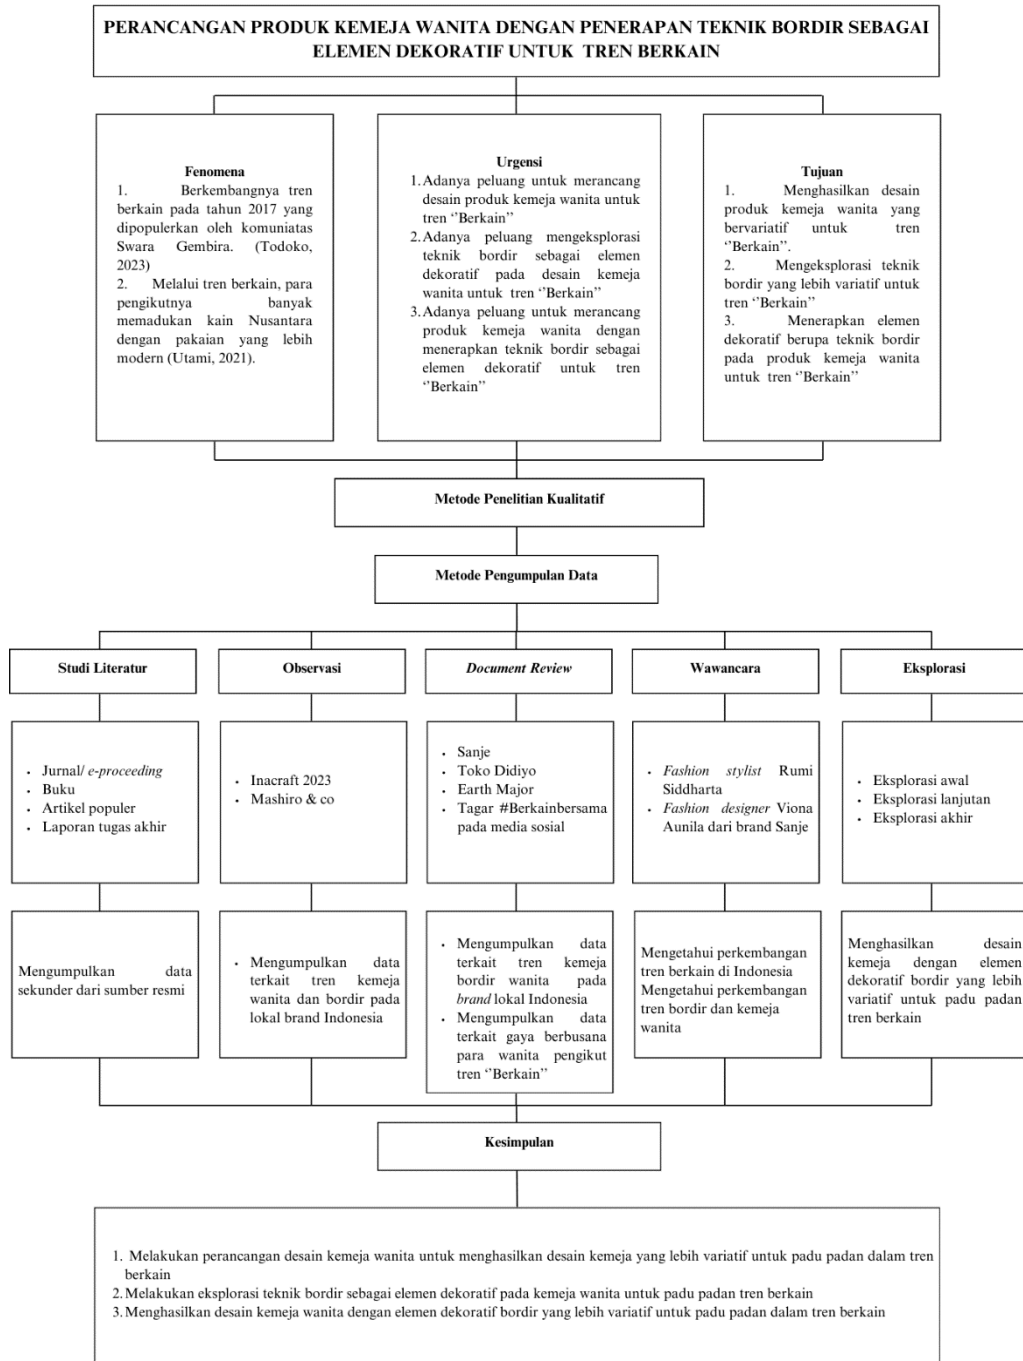 PERANCANGAN PRODUK KEMEJA WANITA DENGAN PENERAPAN TEKNIK BORDIR SEBAGAI
ELEMEN DEKORATIF UNTUK TREN BERKAIN
Fenomena
1. Berkembangnya tren
berkain pada tahun 2017 yang
dipopulerkan oleh komuniatas
Swara Gembira. (Todoko,
2023)
2. Melalui tren berkain, para
pengikutnya banyak
memadukan kain Nusantara
dengan pakaian yang lebih
modern (Utami, 2021).
Urgensi
1. Adanya peluang untuk merancang
desain produk kemeja wanita untuk
tren ‘’Berkain’’
2. Adanya peluang mengeksplorasi
teknik bordir sebagai elemen
dekoratif pada desain kemeja
wanita untuk tren ‘’Berkain’’
3. Adanya peluang untuk merancang
produk kemeja wanita dengan
menerapkan teknik bordir sebagai
elemen dekoratif untuk tren
‘’Berkain’’
Tujuan
1. Menghasilkan desain
produk kemeja wanita yang
bervariatif untuk tren
‘’Berkain’’.
2. Mengeksplorasi teknik
bordir yang lebih variatif untuk
tren ‘’Berkain’’
3. Menerapkan elemen
dekoratif berupa teknik bordir
pada produk kemeja wanita
untuk tren ‘’Berkain’’
Metode Penelitian Kualitatif
Metode Pengumpulan Data
Studi Literatur
Observasi
Document Review
Wawancara
Eksplorasi
• Jurnal/ e-proceeding
• Buku
• Artikel populer
• Laporan tugas akhir
• Inacraft 2023
• Mashiro & co
• Sanje
• Toko Didiyo
• Earth Major
• Tagar #Berkainbersama
pada media sosial
• Fashion stylist Rumi
Siddharta
• Fashion designer Viona
Aunila dari brand Sanje
• Eksplorasi awal
• Eksplorasi lanjutan
• Eksplorasi akhir
Mengumpulkan data
sekunder dari sumber resmi
• Mengumpulkan data
terkait tren kemeja
wanita dan bordir pada
lokal brand Indonesia
• Mengumpulkan data
terkait tren kemeja
bordir wanita pada
brand lokal Indonesia
• Mengumpulkan data
terkait gaya berbusana
para wanita pengikut
tren ‘’Berkain’’
Mengetahui perkembangan
tren berkain di Indonesia
Mengetahui perkembangan
tren bordir dan kemeja
wanita
Menghasilkan desain
kemeja dengan elemen
dekoratif bordir yang lebih
variatif untuk padu padan
tren berkain
Kesimpulan
1. Melakukan perancangan desain kemeja wanita untuk menghasilkan desain kemeja yang lebih variatif untuk padu padan dalam tren
berkain
2. Melakukan eksplorasi teknik bordir sebagai elemen dekoratif pada kemeja wanita untuk padu padan tren berkain
3. Menghasilkan desain kemeja wanita dengan elemen dekoratif bordir yang lebih variatif untuk padu padan dalam tren berkain